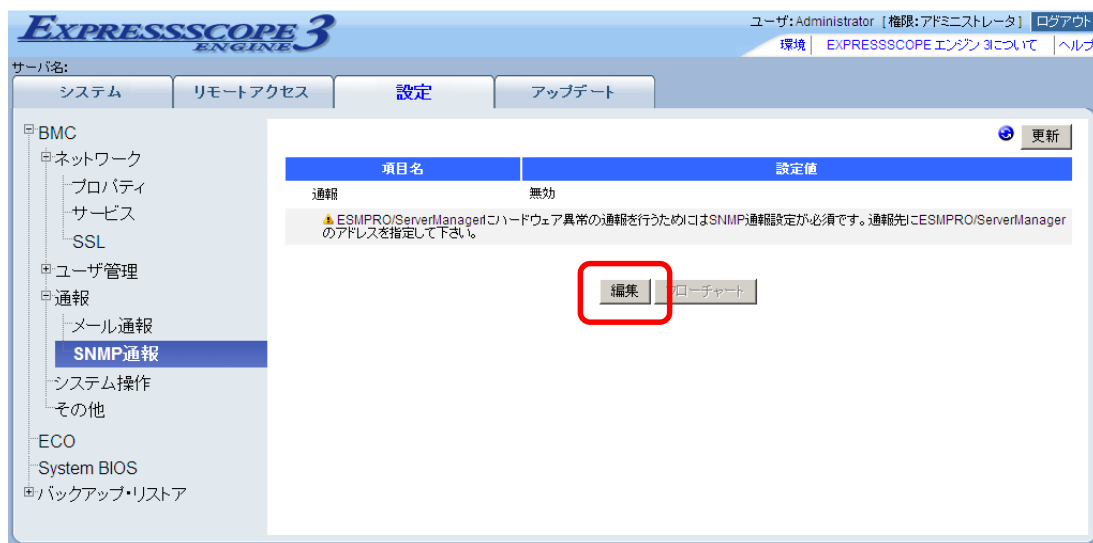 EXPRESSSCOPE
ENGINE 3
ユーザ: Administrator [権限:アドミニストレータ] ログアウト
環境 EXPRESSSCOPE エンジン 3について ヘルプ
サーバ名:
システム リモートアクセス 設定 アップデート
BMC
ネットワーク
プロパティ
サービス
SSL
ユーザ管理
通報
メール通報
SNMP通報
システム操作
その他
ECO
System BIOS
バックアップ・リストア
更新
項目名 設定値
通報 無効
ESMPRO/ServerManagerにハードウェア異常の通報を行うためにはSNMP通報設定が必須です。通報先にESMPRO/ServerManager
のアドレスを指定して下さい。
編集 フローチャート